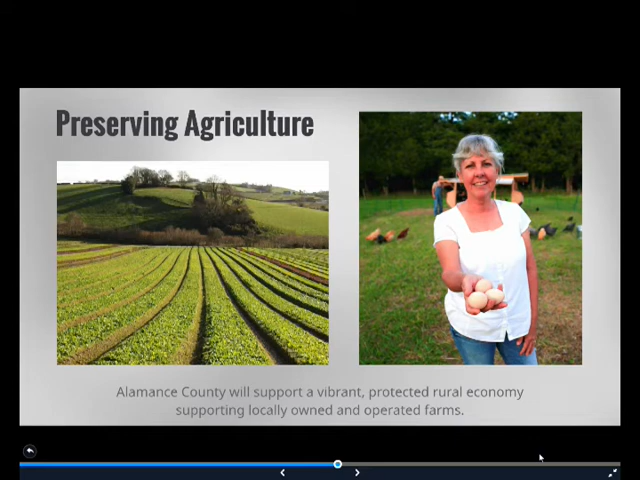 Preserving Agriculture
Alamance County will support a vibrant, protected rural economy
supporting locally owned and operated farms.